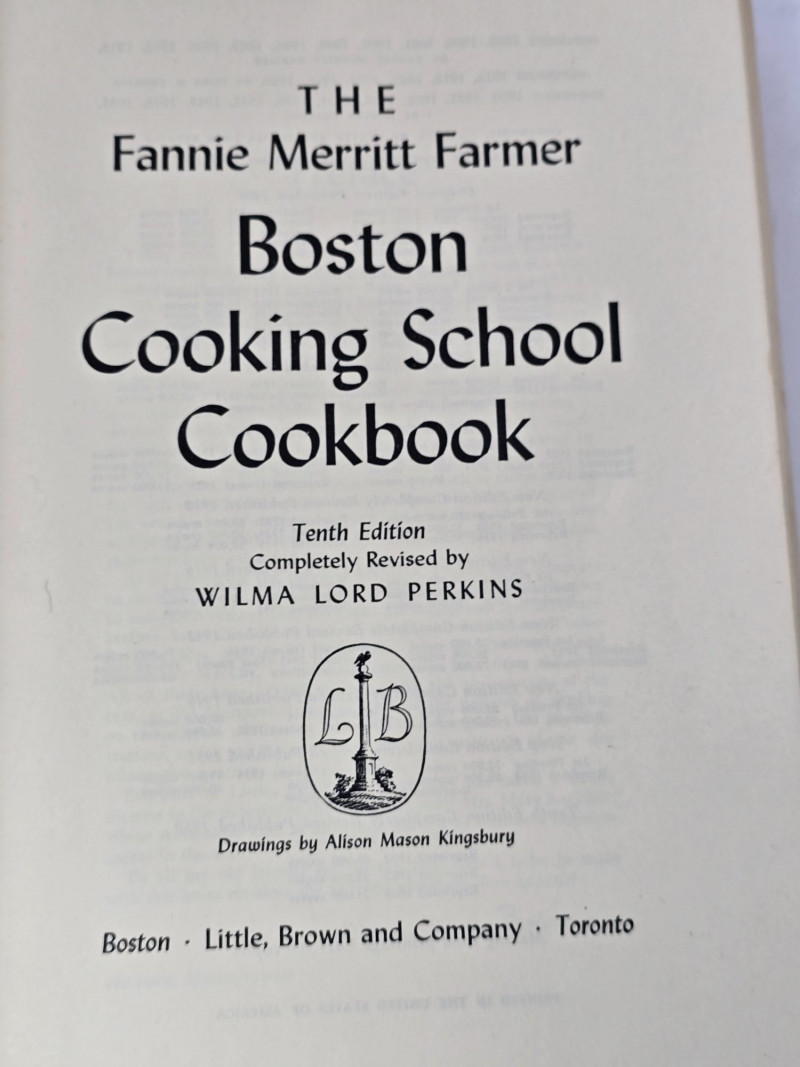 THE
Fannie Merritt Farmer
Boston
Cooking School
Cookbook
Tenth Edition
Completely Revised by
WILMA LORD PERKINS
L B
Drawings by Alison Mason Kingsbury
Boston · Little, Brown and Company · Toronto